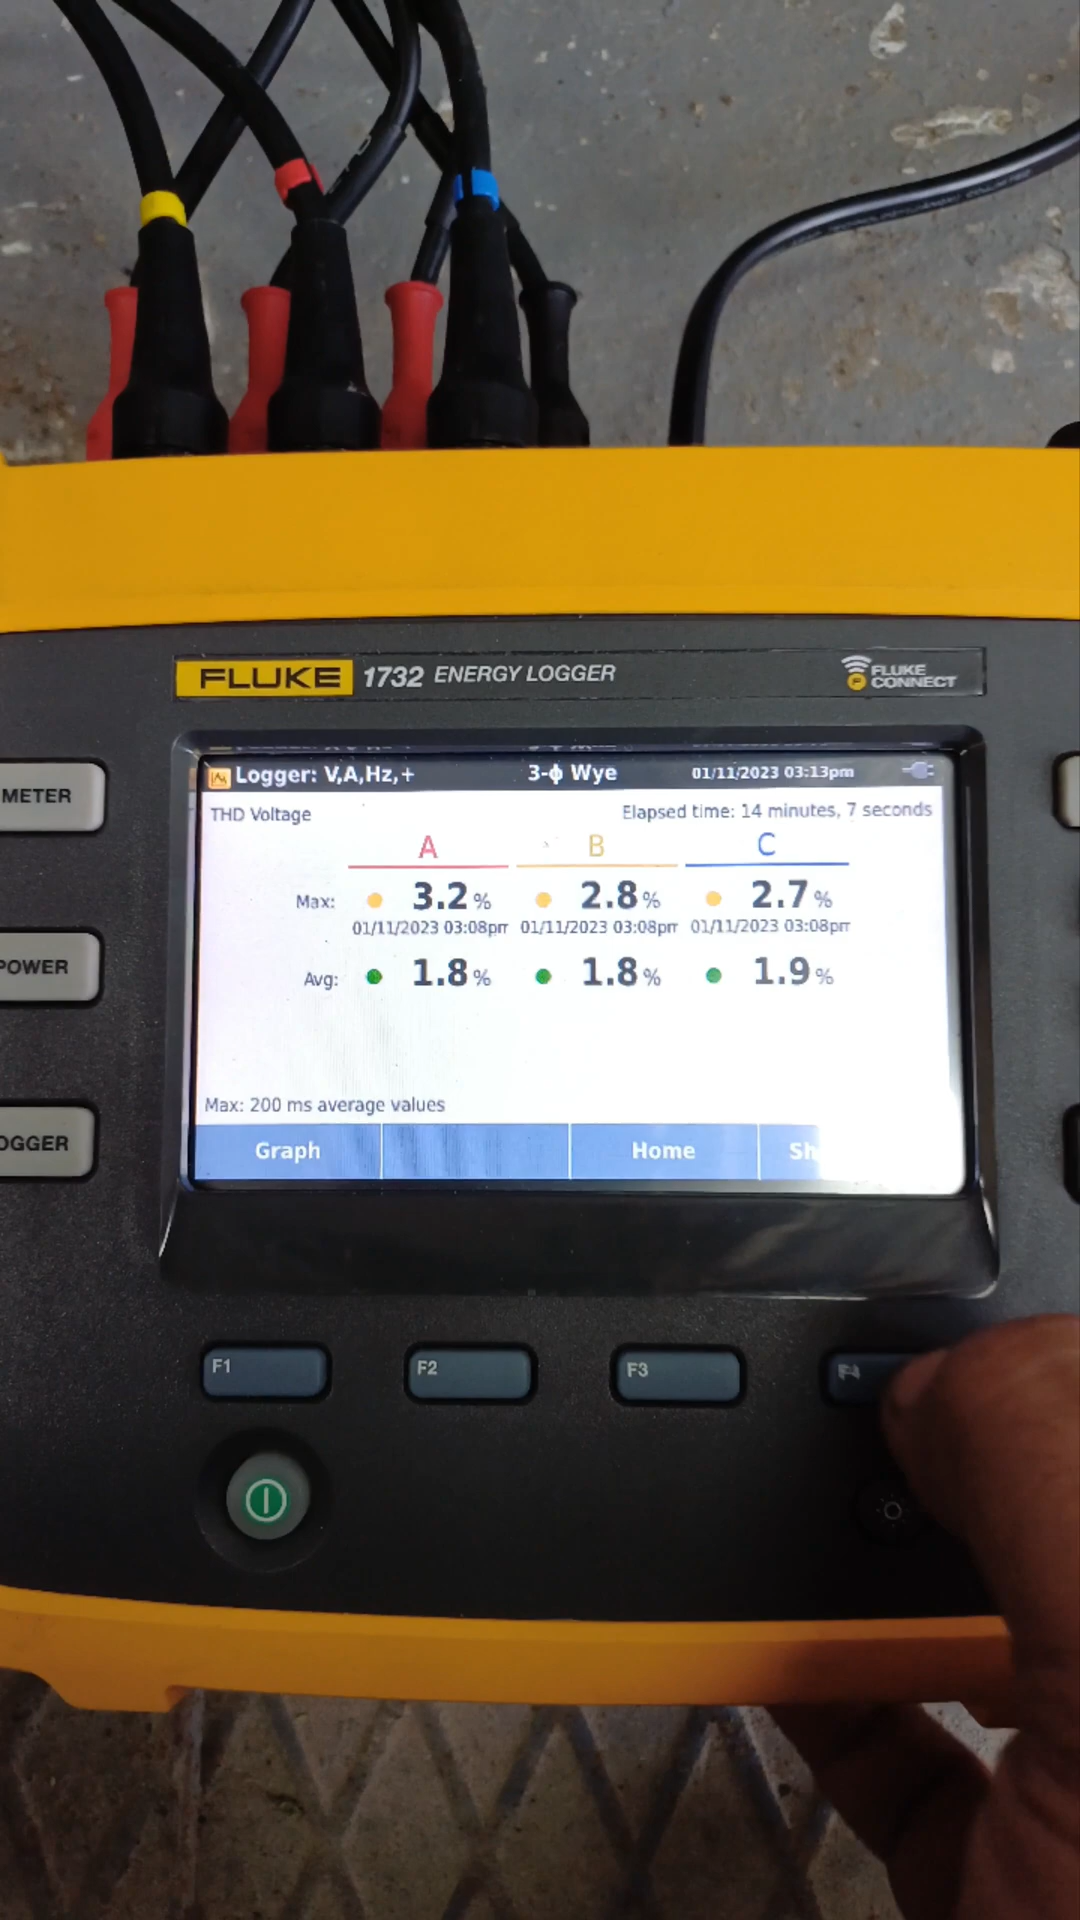 FLUKE 1732 ENERGY LOGGER
FLUKE CONNECT
Logger: V,A,Hz,+ 3-ϕ Wye 01/11/2023 03:13pm
THD Voltage Elapsed time: 14 minutes, 7 seconds
A B C
Max: 3.2% 2.8% 2.7%
01/11/2023 03:08pm 01/11/2023 03:08pm 01/11/2023 03:08pm
Avg: 1.8% 1.8% 1.9%
Max: 200 ms average values
Graph Home Sh
METER
POWER
OGGER
F1 F2 F3 F4